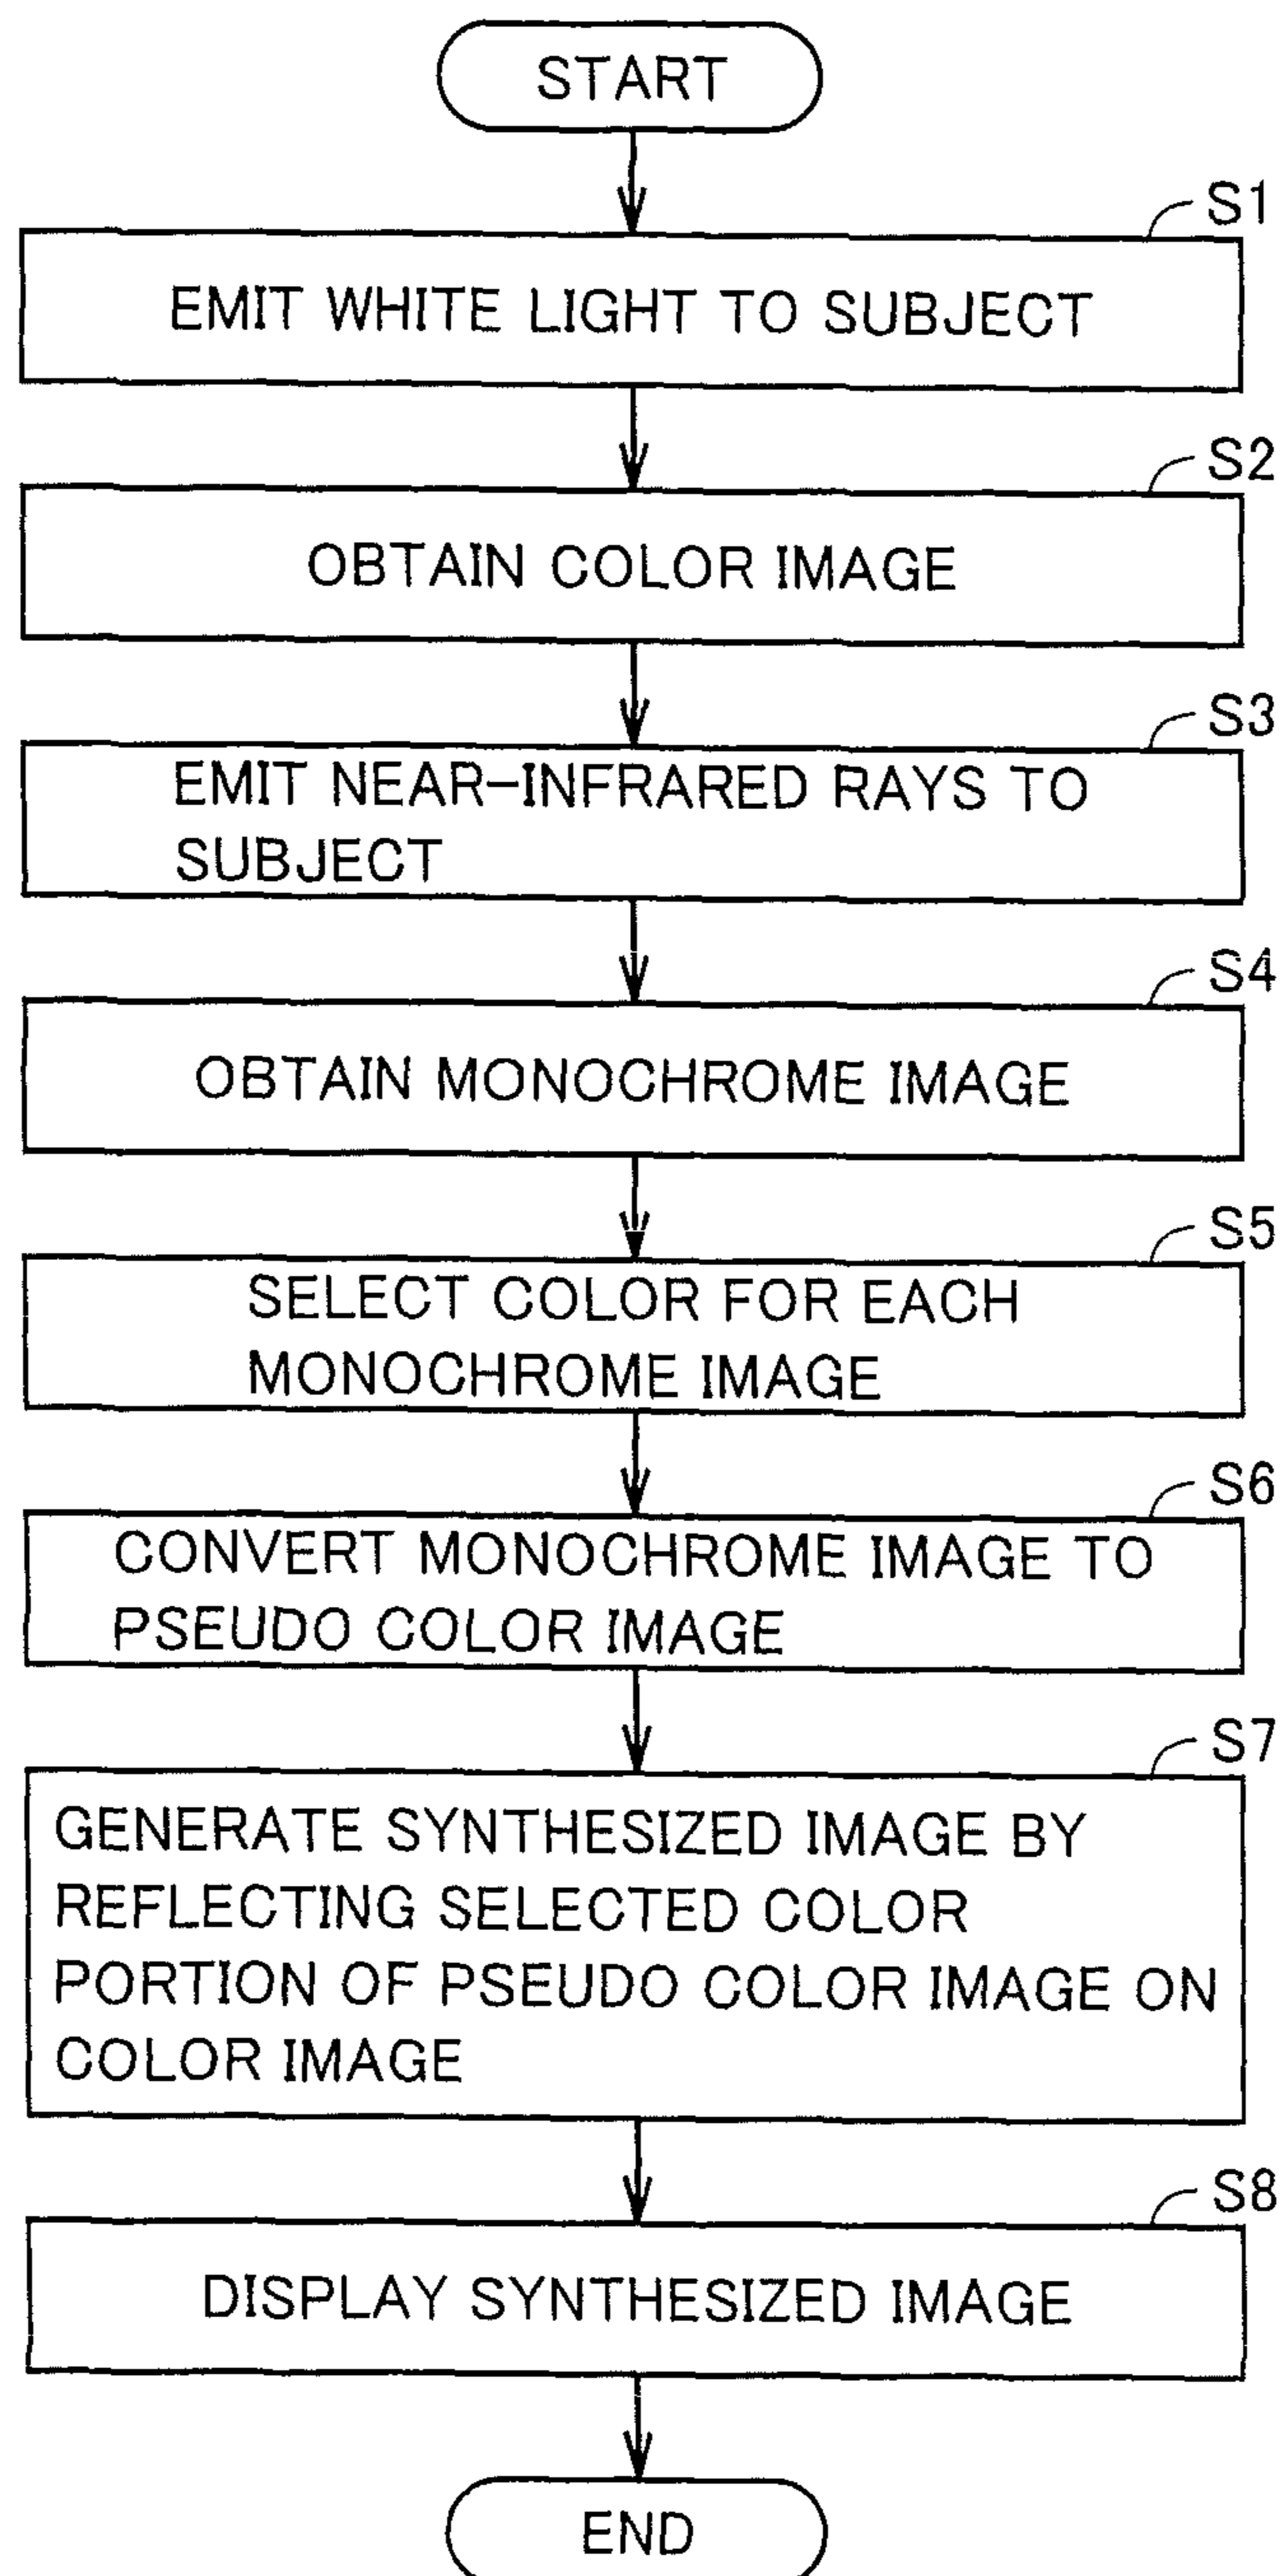 START
S1
EMIT WHITE LIGHT TO SUBJECT
S2
OBTAIN COLOR IMAGE
S3
EMIT NEAR-INFRARED RAYS TO
SUBJECT
S4
OBTAIN MONOCHROME IMAGE
S5
SELECT COLOR FOR EACH
MONOCHROME IMAGE
S6
CONVERT MONOCHROME IMAGE TO
PSEUDO COLOR IMAGE
S7
GENERATE SYNTHESIZED IMAGE BY
REFLECTING SELECTED COLOR
PORTION OF PSEUDO COLOR IMAGE ON
COLOR IMAGE
S8
DISPLAY SYNTHESIZED IMAGE
END